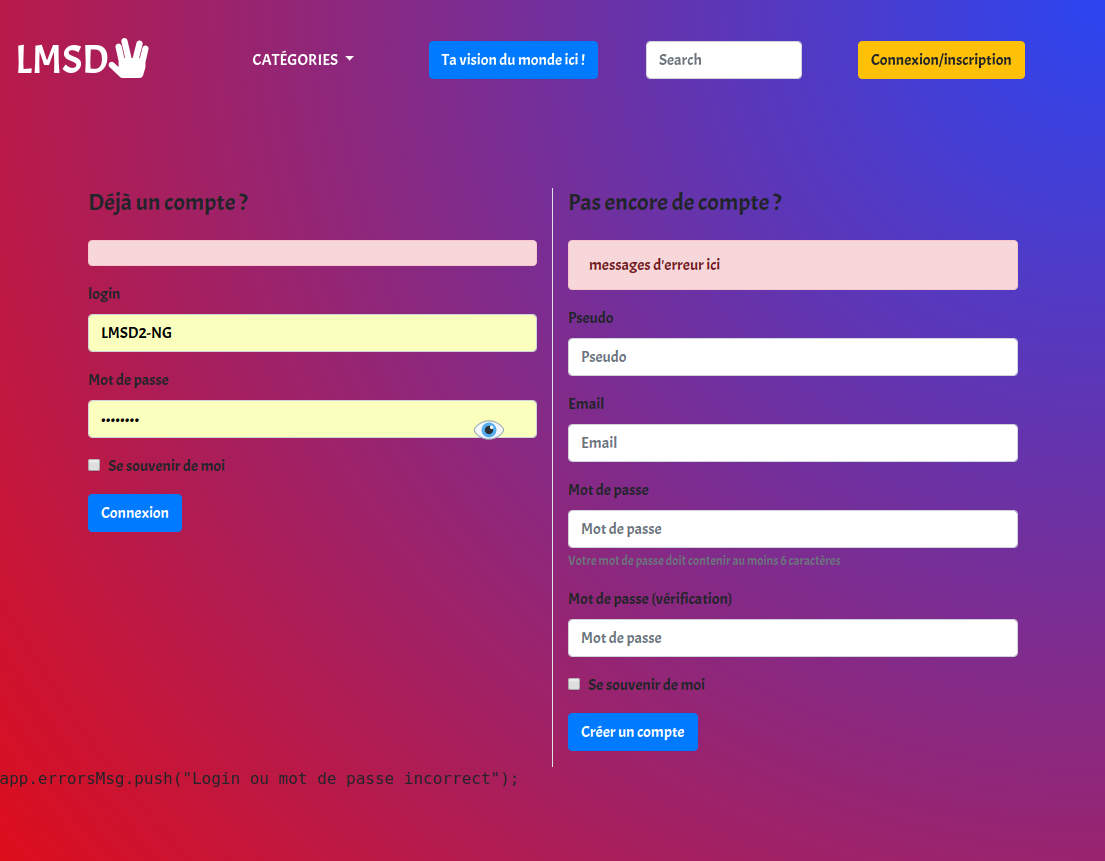 LMSD
CATÉGORIES
Ta vision du monde ici !
Search
Connexion/inscription
Déjà un compte ?
login
LMSD2-NG
Mot de passe
••••••••
Se souvenir de moi
Connexion
Pas encore de compte ?
messages d'erreur ici
Pseudo
Pseudo
Email
Email
Mot de passe
Mot de passe
Votre mot de passe doit contenir au moins 6 caractères
Mot de passe (vérification)
Mot de passe
Se souvenir de moi
Créer un compte
app.errorsMsg.push("Login ou mot de passe incorrect");